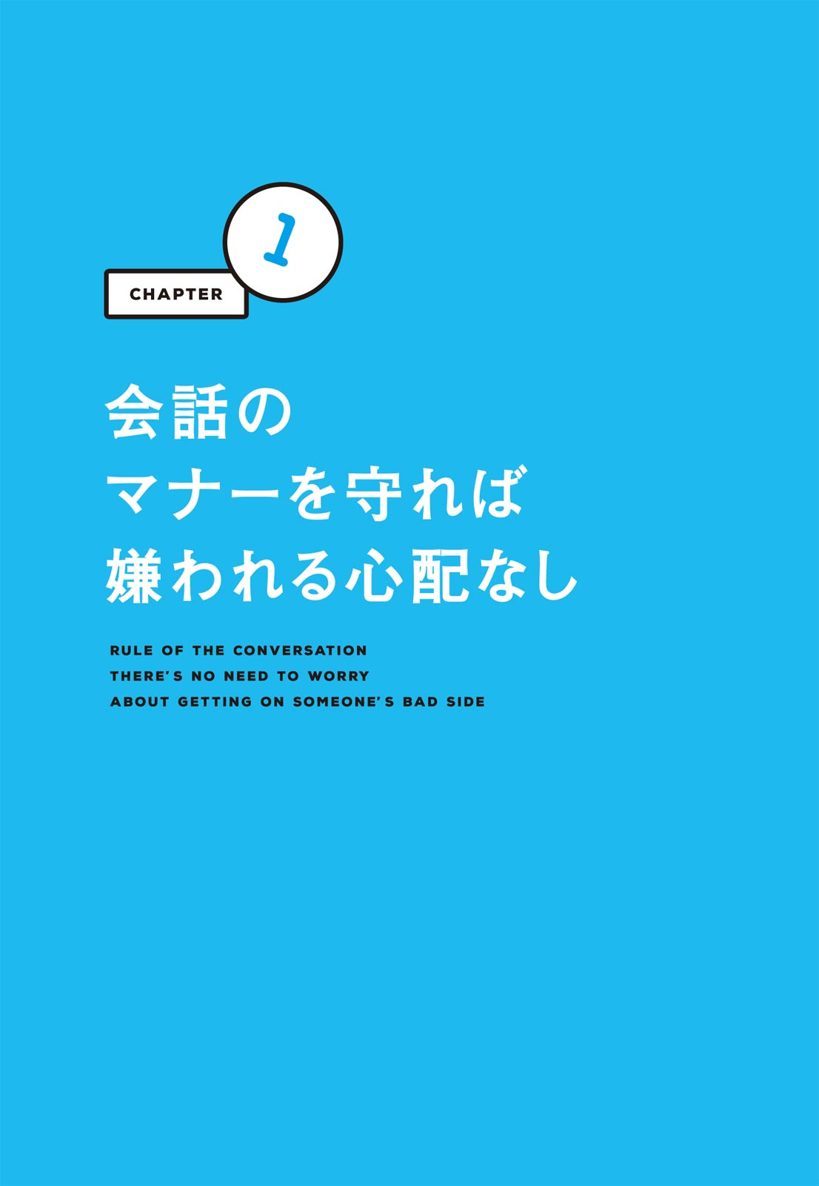 CHAPTER
1
会話の
マナーを守れば
嫌われる心配なし
RULE OF THE CONVERSATION
THERE'S NO NEED TO WORRY
ABOUT GETTING ON SOMEONE'S BAD SIDE